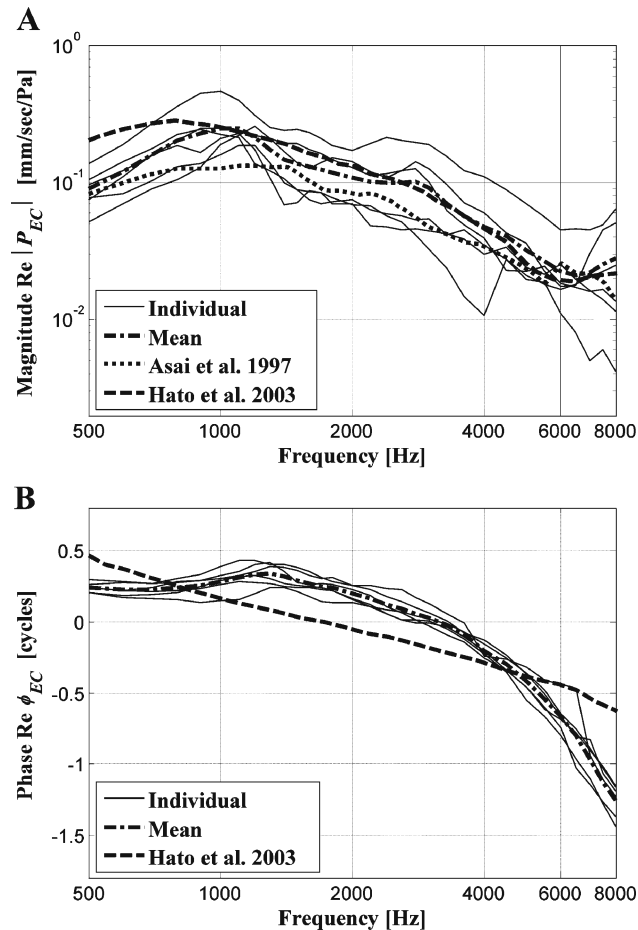 A
Magnitude Re |P_EC| [mm/sec/Pa]
10^0
10^-1
10^-2
Individual
Mean
Asai et al. 1997
Hato et al. 2003
500 1000 2000 4000 6000 8000
Frequency [Hz]
B
Phase Re ϕ_EC [cycles]
0.5
0
-0.5
-1
-1.5
Individual
Mean
Hato et al. 2003
500 1000 2000 4000 6000 8000
Frequency [Hz]